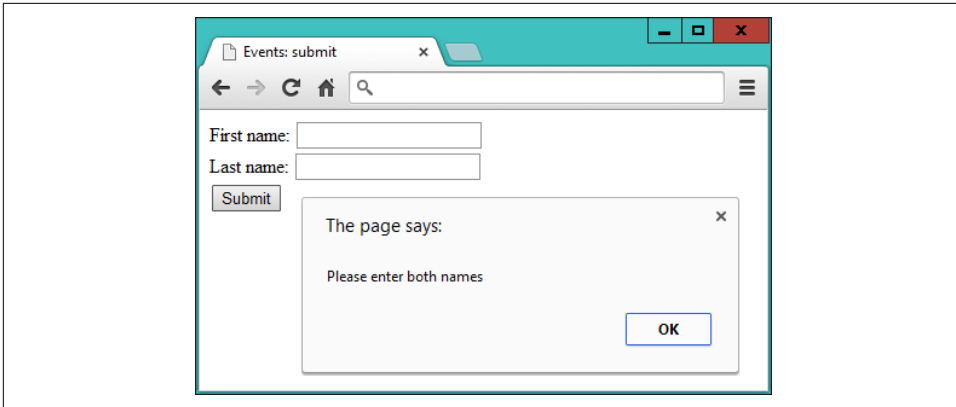 Events: submit
First name:
Last name:
Submit
The page says:
Please enter both names
OK